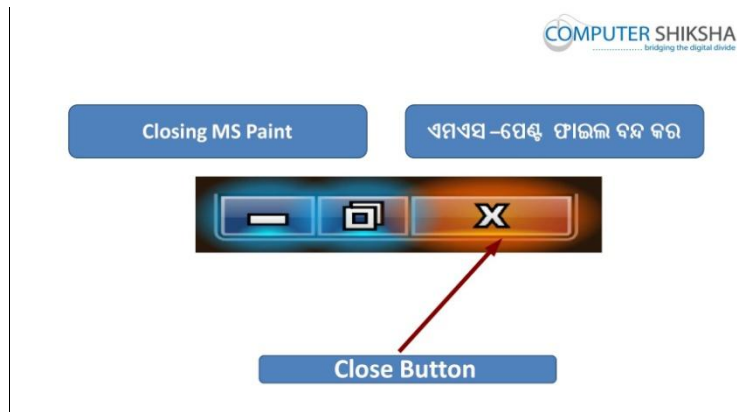 COMPUTER SHIKSHA
................ bridging the digital divide
Closing MS Paint
ଏମଏସ –ପେଣ୍ଟ ଫାଇଲ ବନ୍ଦ କର
X
Close Button